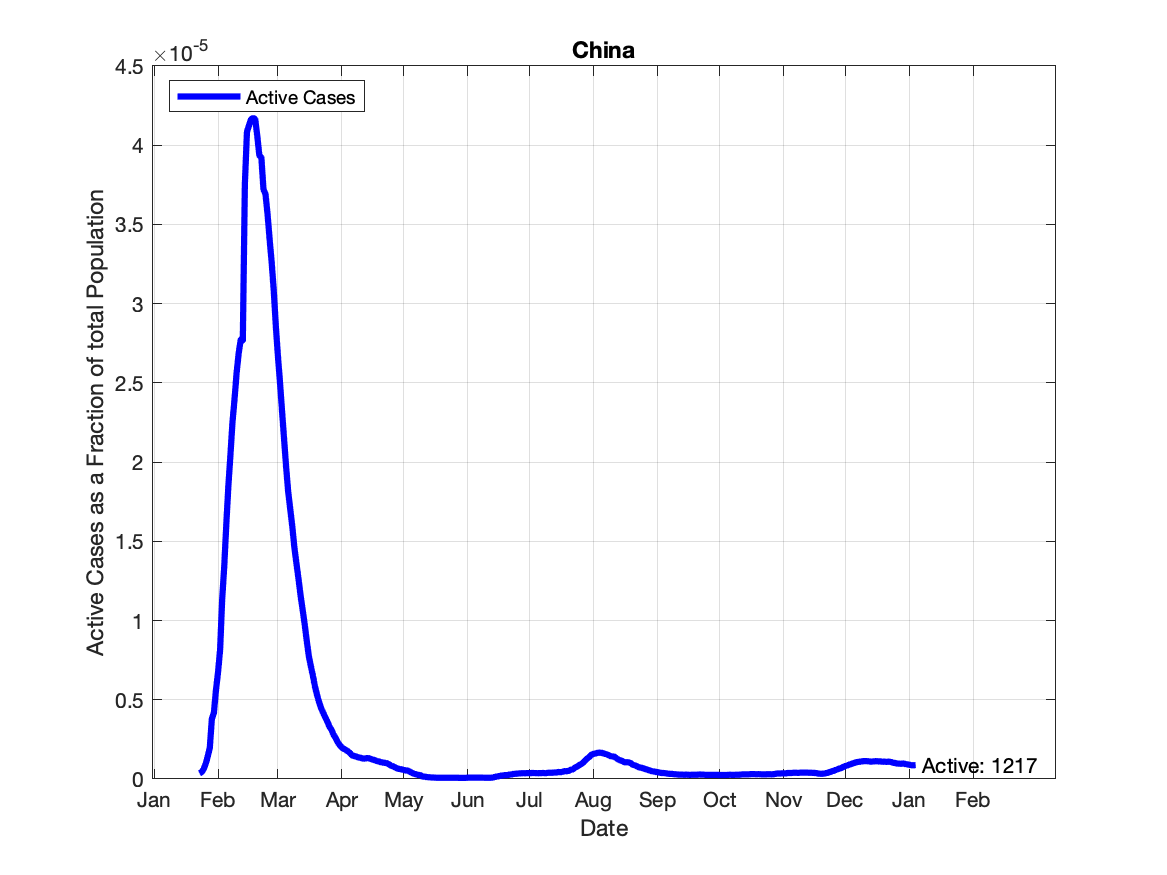 China
×10-5
4.5
4
3.5
3
2.5
2
1.5
1
0.5
0
Active Cases as a Fraction of total Population
Active Cases
Active: 1217
Jan Feb Mar Apr May Jun Jul Aug Sep Oct Nov Dec Jan Feb
Date